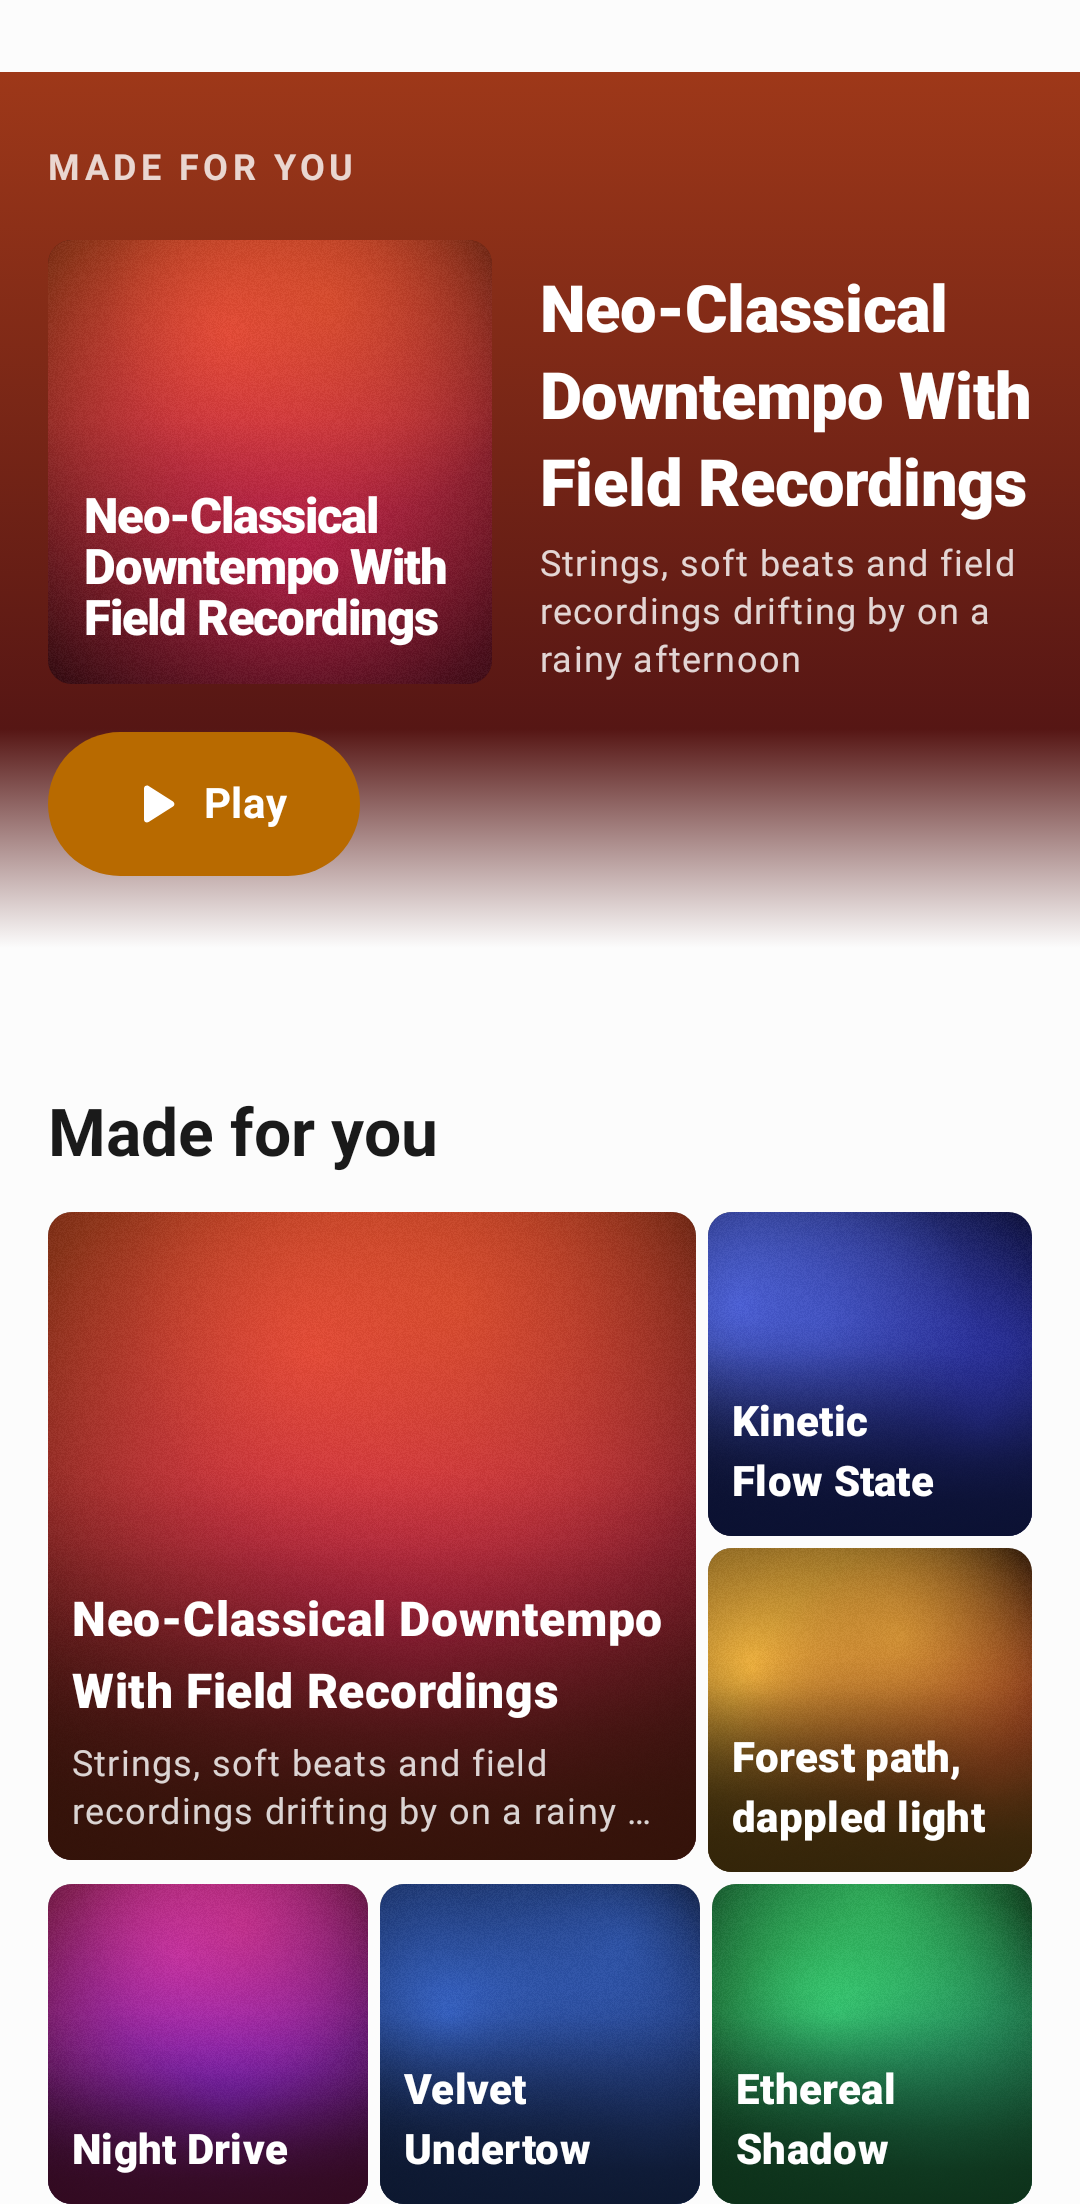 MADE FOR YOU
Neo-Classical
Downtempo With
Field Recordings
Neo-Classical
Downtempo With
Field Recordings
Strings, soft beats and field
recordings drifting by on a
rainy afternoon
Play
Made for you
Neo-Classical Downtempo
With Field Recordings
Strings, soft beats and field
recordings drifting by on a rainy …
Kinetic
Flow State
Forest path,
dappled light
Night Drive
Velvet
Undertow
Ethereal
Shadow